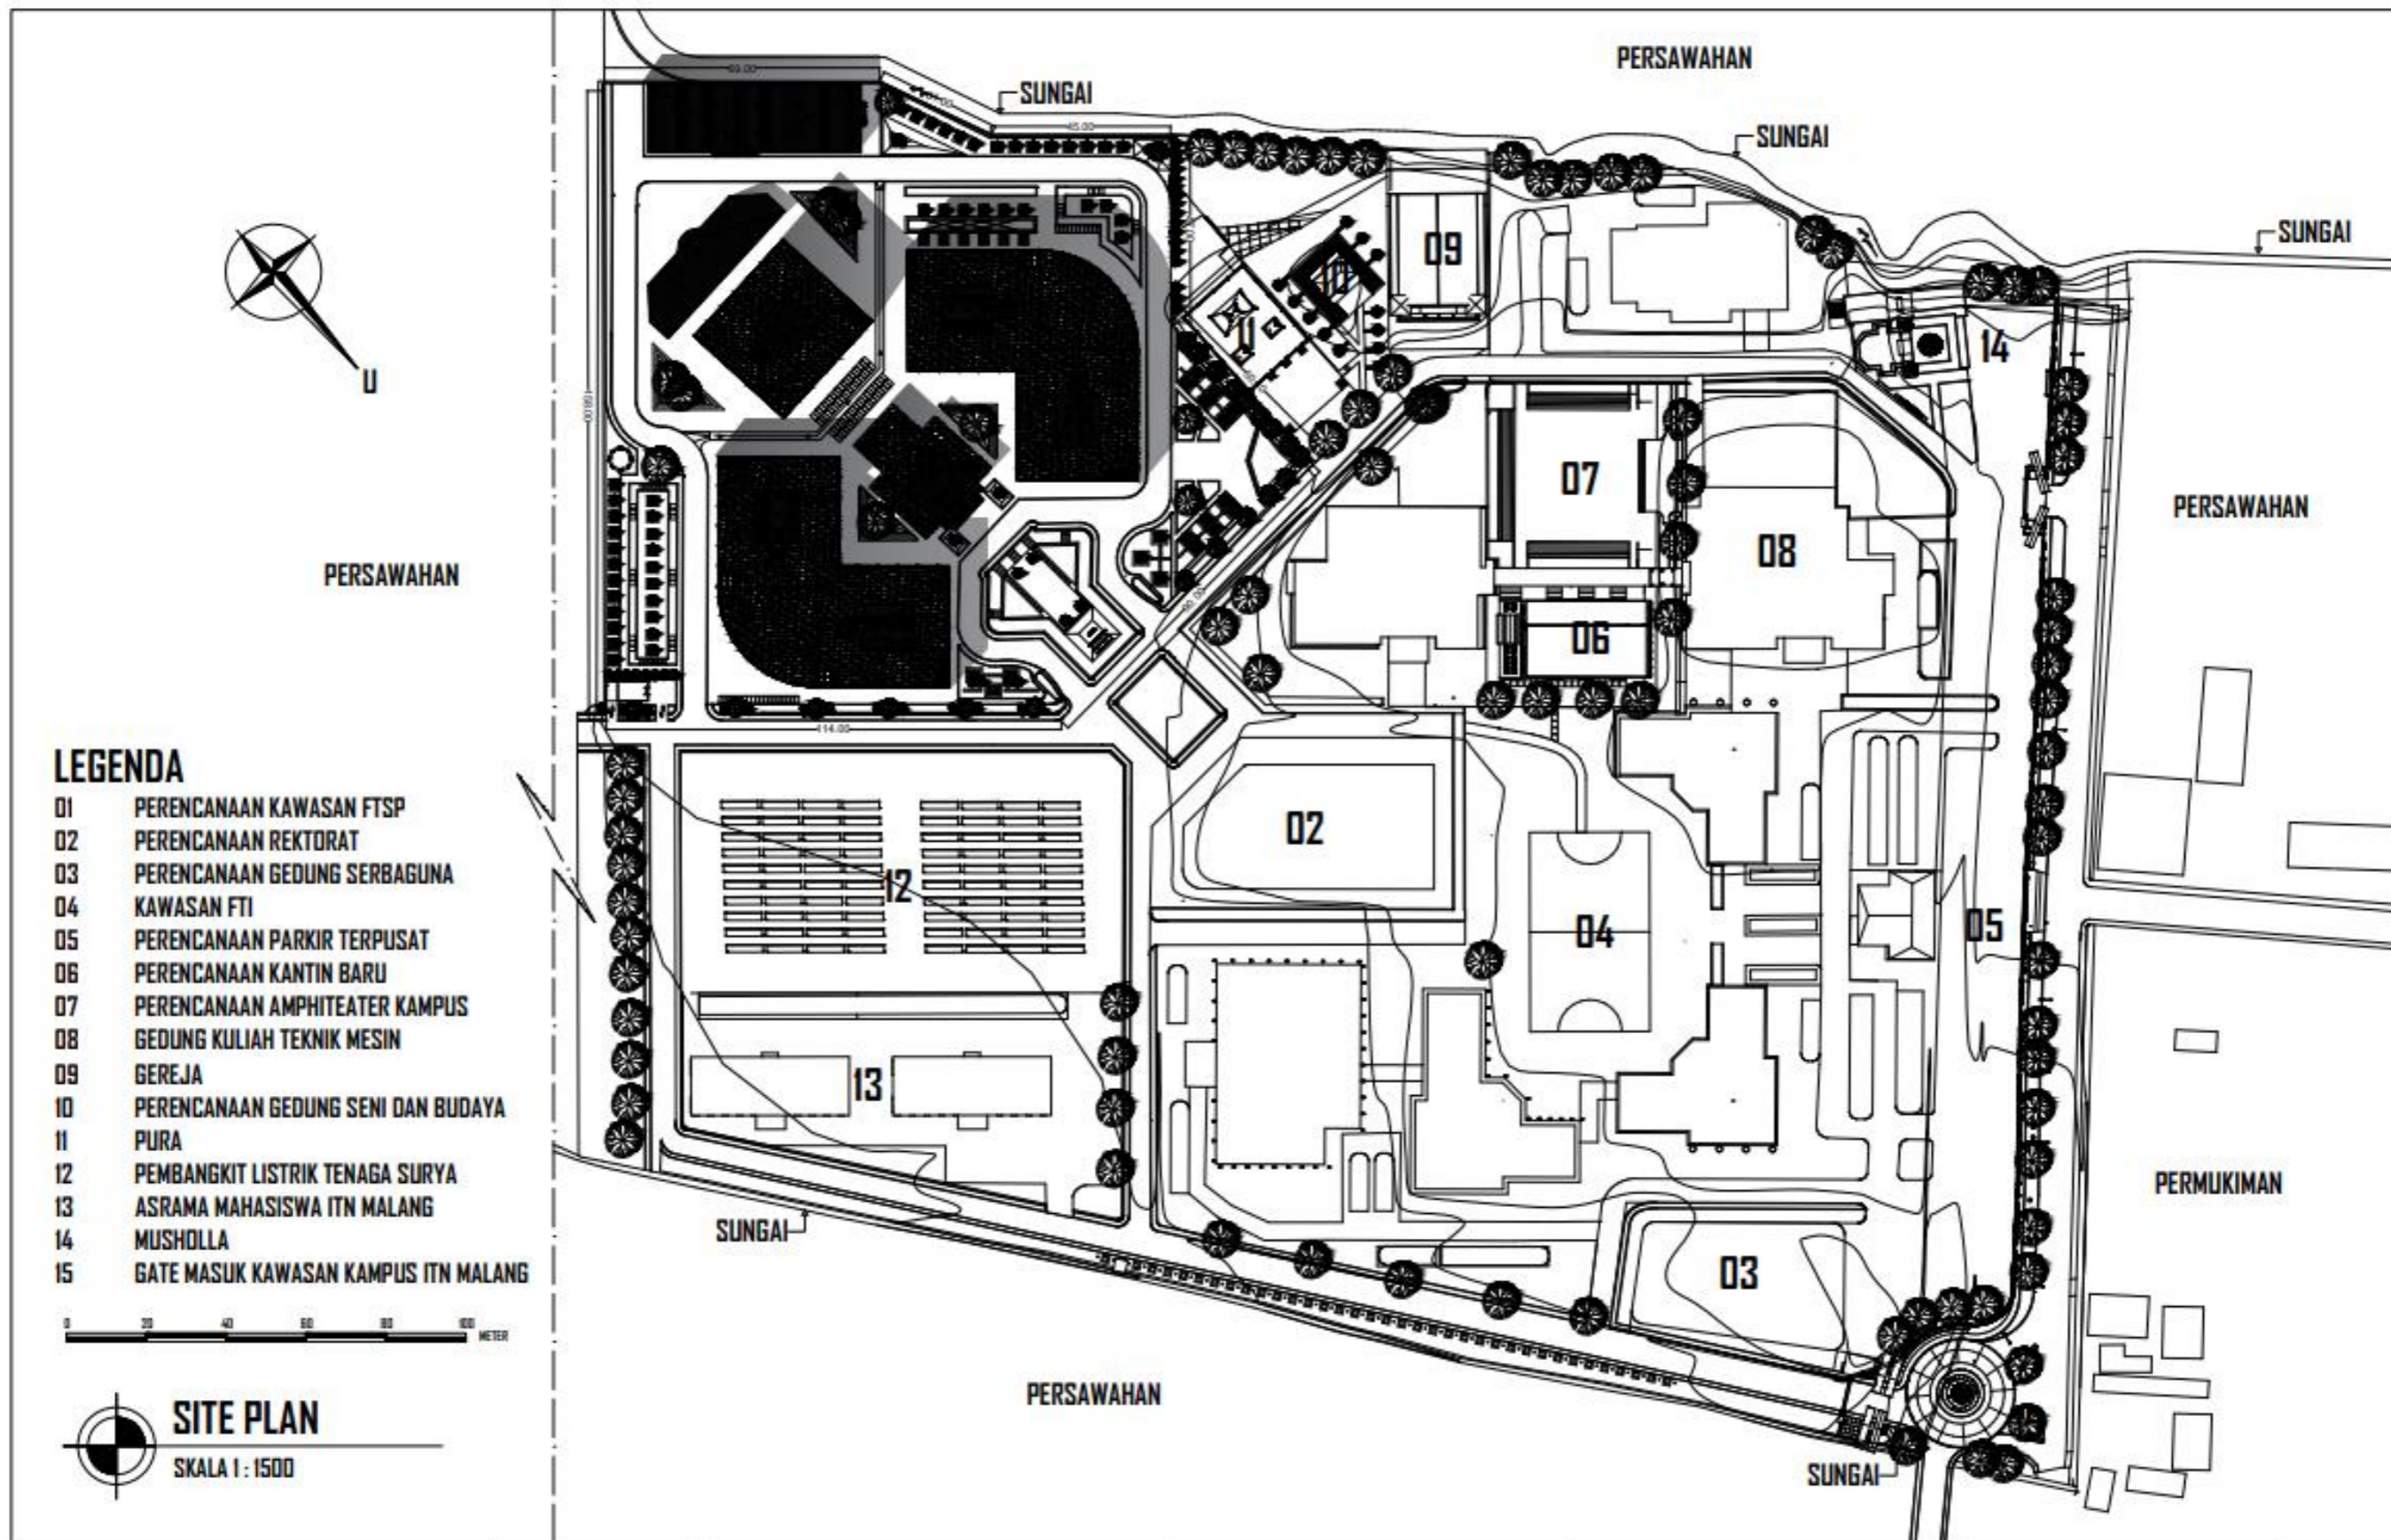 PERSAWAHAN
SUNGAI
SUNGAI
SUNGAI
45.00
09
10
11
14
U
07
08
PERSAWAHAN
PERSAWAHAN
06
114.00
02
12
04
05
13
03
SUNGAI
PERMUKIMAN
PERSAWAHAN
SUNGAI
LEGENDA
01 PERENCANAAN KAWASAN FTSP
02 PERENCANAAN REKTORAT
03 PERENCANAAN GEDUNG SERBAGUNA
04 KAWASAN FTI
05 PERENCANAAN PARKIR TERPUSAT
06 PERENCANAAN KANTIN BARU
07 PERENCANAAN AMPHITEATER KAMPUS
08 GEDUNG KULIAH TEKNIK MESIN
09 GEREJA
10 PERENCANAAN GEDUNG SENI DAN BUDAYA
11 PURA
12 PEMBANGKIT LISTRIK TENAGA SURYA
13 ASRAMA MAHASISWA ITN MALANG
14 MUSHOLLA
15 GATE MASUK KAWASAN KAMPUS ITN MALANG
0 20 40 60 80 100 METER
SITE PLAN
SKALA 1 : 1500